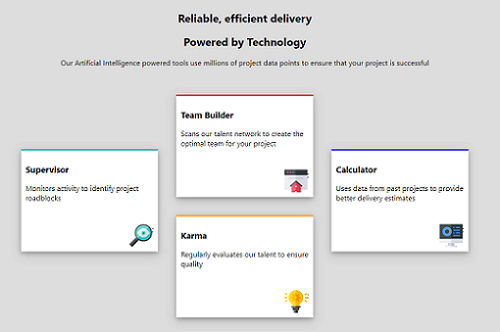 Reliable, efficient delivery
Powered by Technology
Our Artificial Intelligence powered tools use millions of project data points to ensure that your project is successful
Supervisor
Monitors activity to identify project
roadblocks
Team Builder
Scans our talent network to create the
optimal team for your project
Karma
Regularly evaluates our talent to ensure
quality
Calculator
Uses data from past projects to provide
better delivery estimates